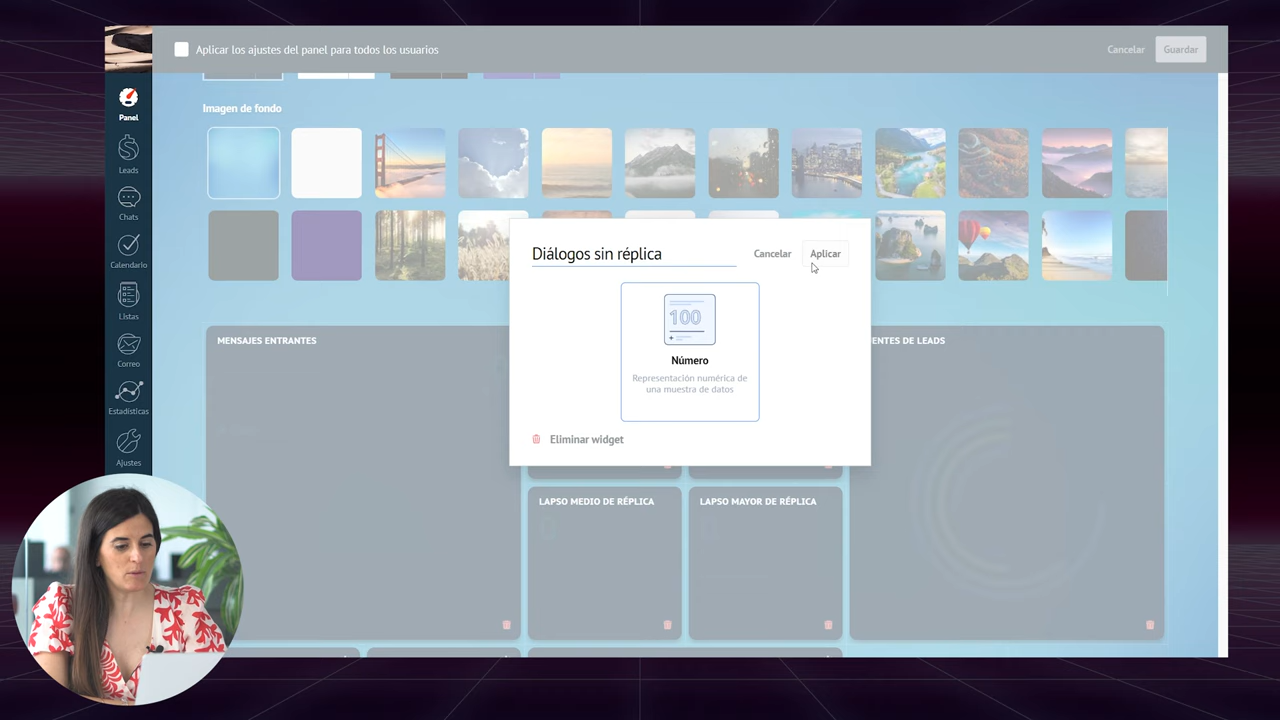 Aplicar los ajustes del panel para todos los usuarios
Cancelar
Guardar
Panel
Leads
Chats
Calendario
Listas
Correo
Estadísticas
Ajustes
Imagen de fondo
Diálogos sin réplica
Cancelar
Aplicar
100
Número
Representación numérica de
una muestra de datos
Eliminar widget
MENSAJES ENTRANTES
ENTES DE LEADS
LAPSO MEDIO DE RÉPLICA
LAPSO MAYOR DE RÉPLICA